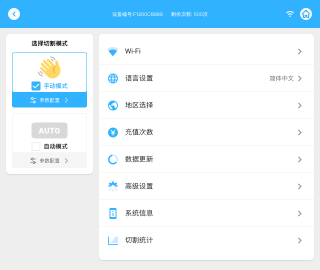 设备编号:F1200C8888 剩余次数: 500次
选择切割模式
手动模式
参数配置
AUTO
自动模式
参数配置
Wi-Fi
语言设置 简体中文
地区选择
充值次数
数据更新
高级设置
系统信息
切割统计